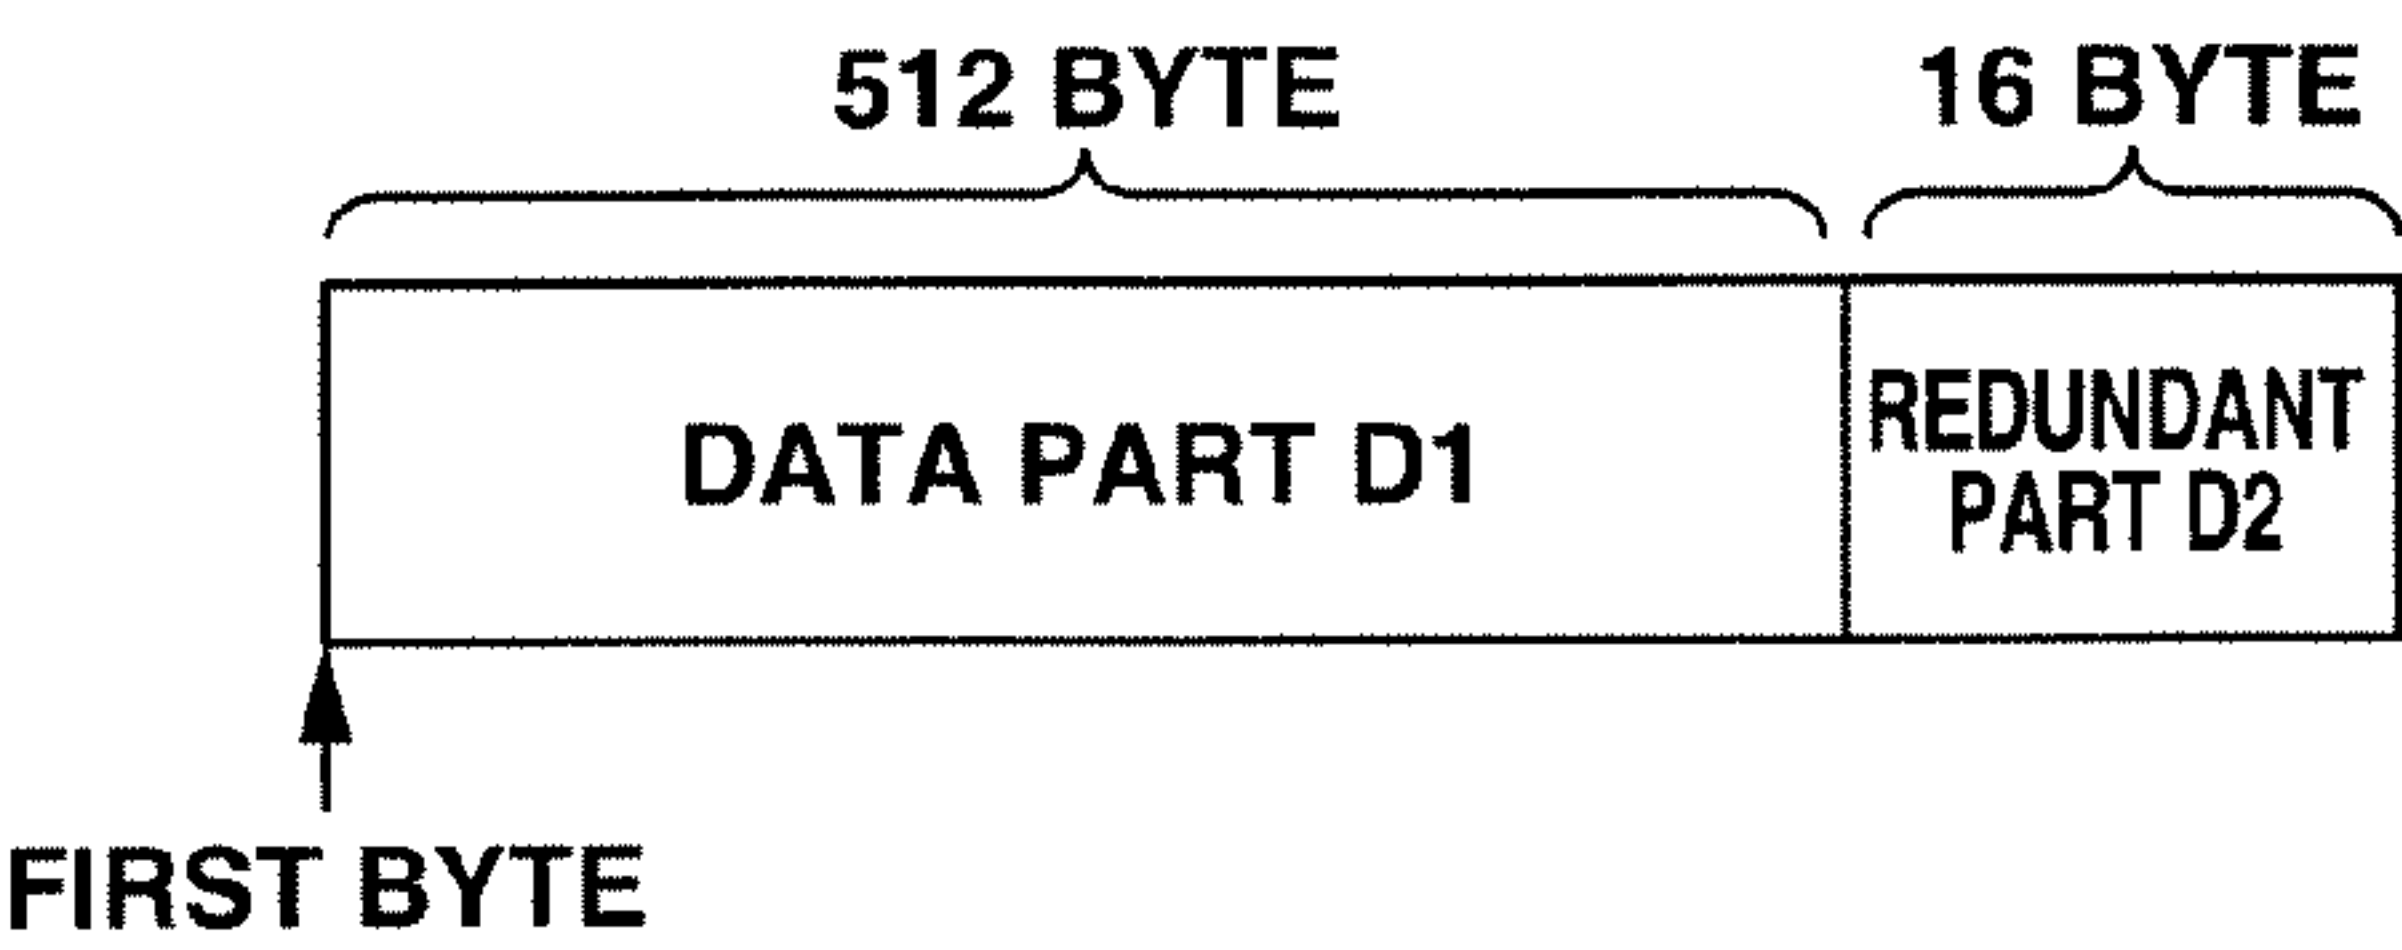 512 BYTE
16 BYTE
DATA PART D1
REDUNDANT
PART D2
FIRST BYTE